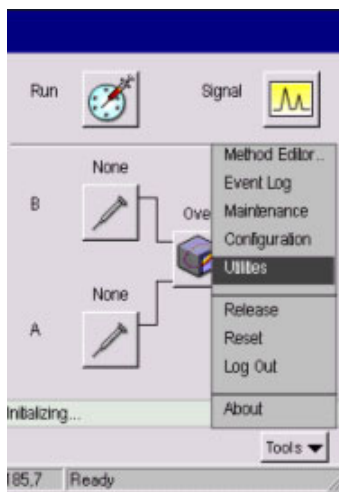 Run
Signal
None
B
Ove
None
A
Method Editor...
Event Log
Maintenance
Configuration
Utilities
Release
Reset
Log Out
About
Initializing...
Tools
185,7 Ready